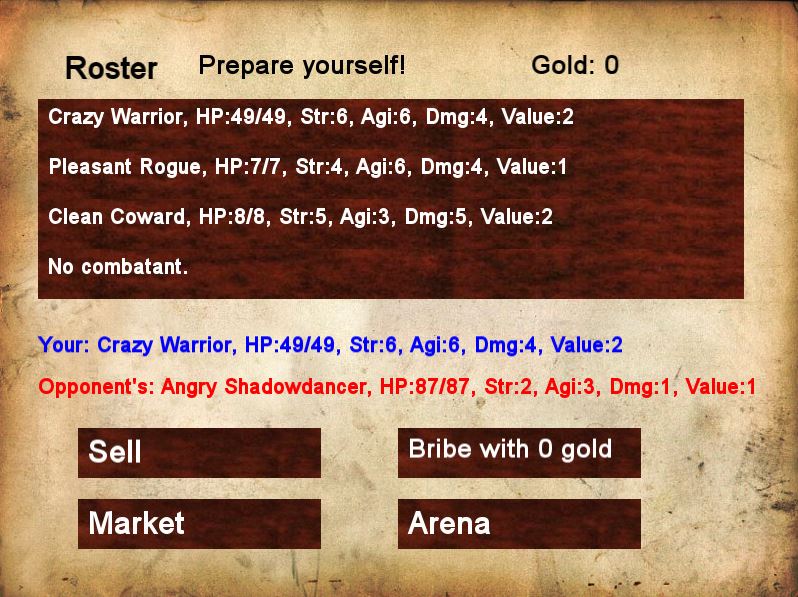 Roster Prepare yourself! Gold: 0
Crazy Warrior, HP:49/49, Str:6, Agi:6, Dmg:4, Value:2
Pleasant Rogue, HP:7/7, Str:4, Agi:6, Dmg:4, Value:1
Clean Coward, HP:8/8, Str:5, Agi:3, Dmg:5, Value:2
No combatant.
Your: Crazy Warrior, HP:49/49, Str:6, Agi:6, Dmg:4, Value:2
Opponent's: Angry Shadowdancer, HP:87/87, Str:2, Agi:3, Dmg:1, Value:1
Sell Bribe with 0 gold
Market Arena